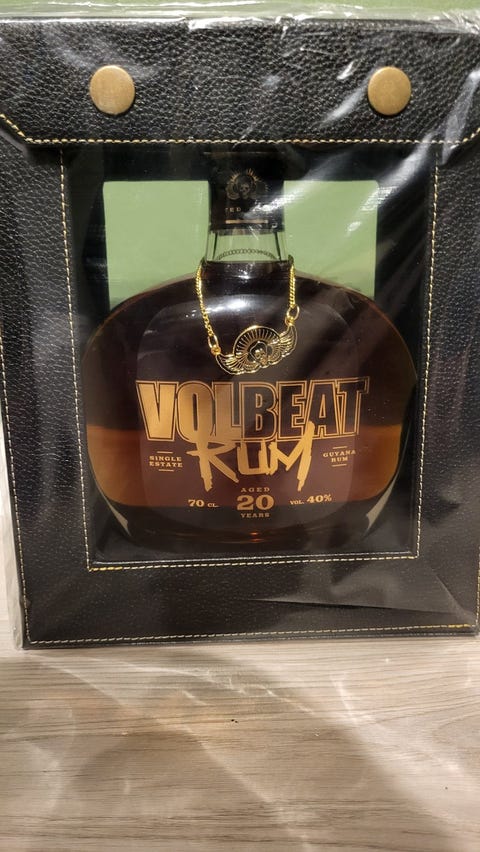 VOLBEAT
RUM
SINGLE
ESTATE
GUYANA
RUM
AGED
70 CL. 20 VOL. 40%
YEARS